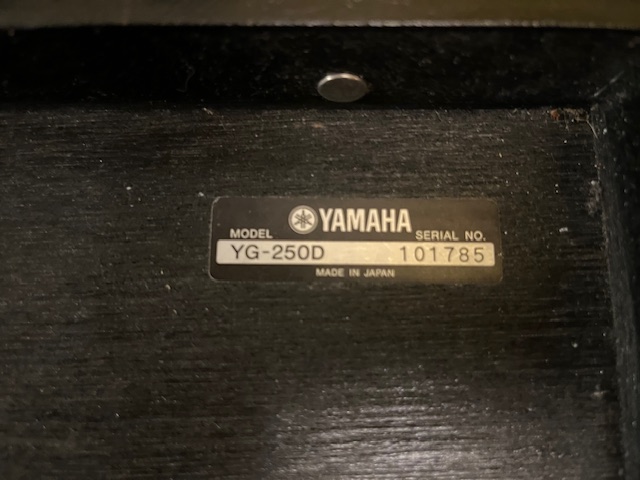 YAMAHA
MODEL SERIAL NO.
YG-250D 101785
MADE IN JAPAN